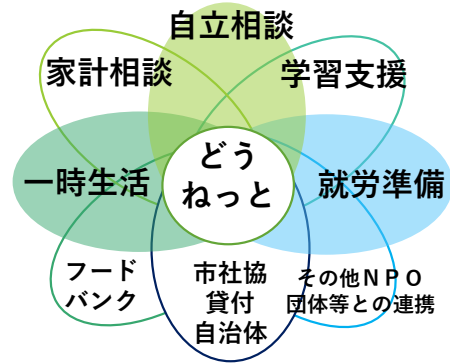 自立相談
家計相談
学習支援
どう
ねっと
一時生活
就労準備
フード
バンク
市社協
貸付
自治体
その他ＮＰＯ
団体等との連携